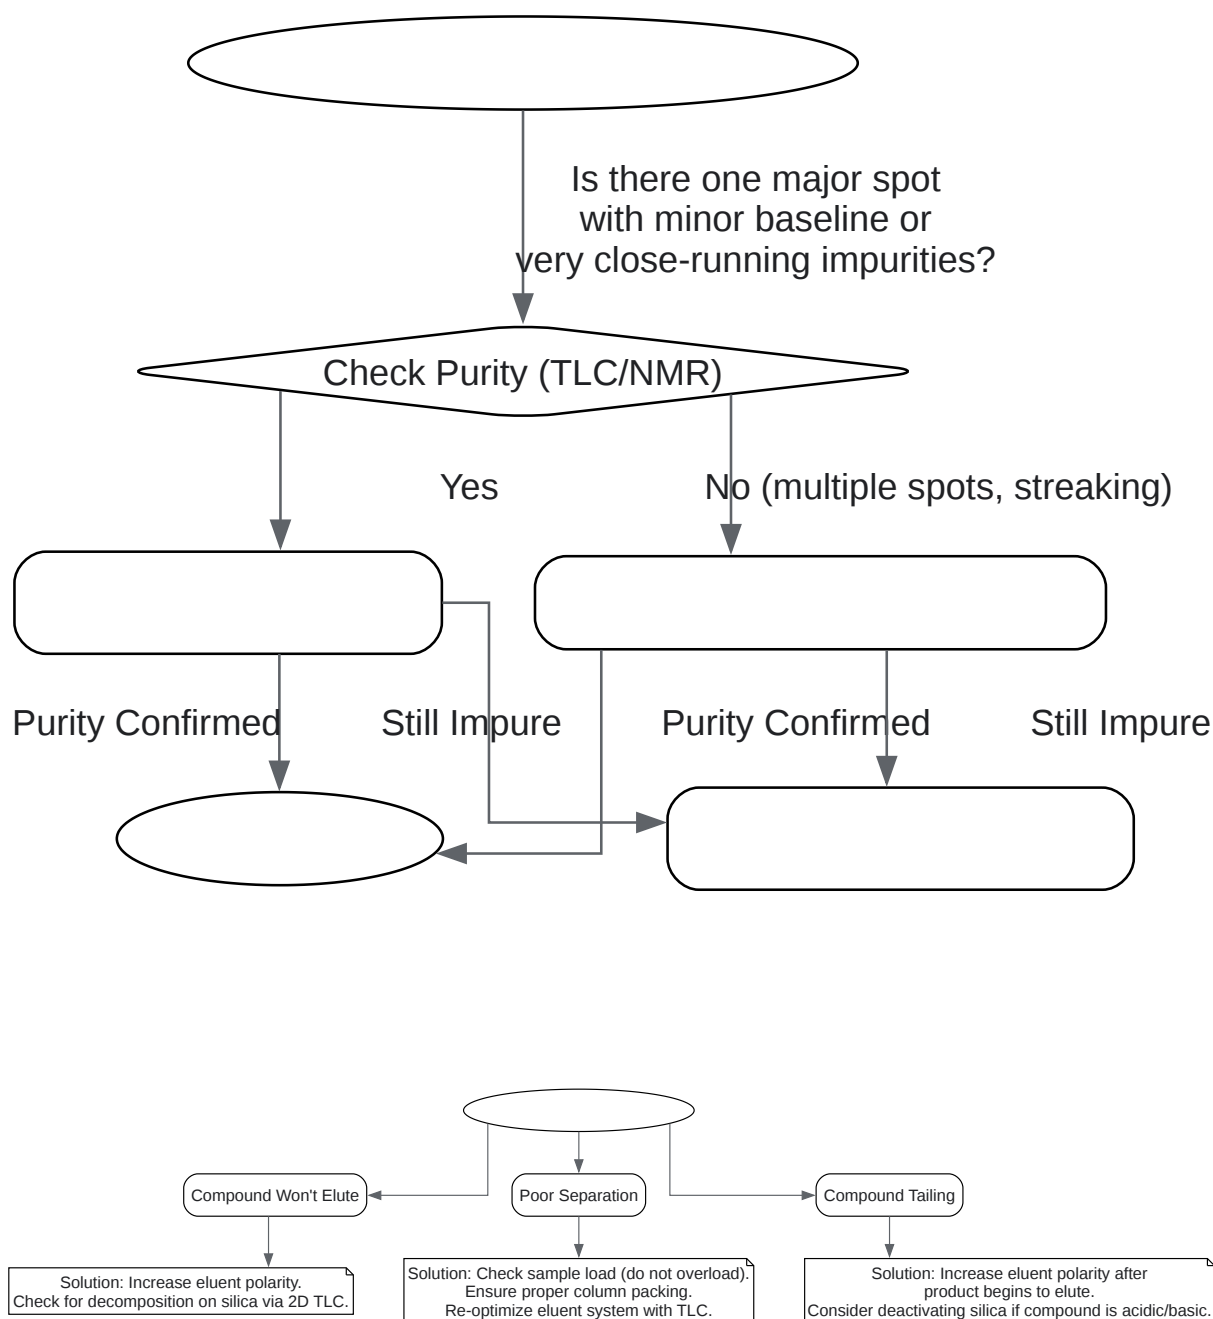 Is there one major spot
with minor baseline or
very close-running impurities?
Check Purity (TLC/NMR)
Yes
No (multiple spots, streaking)
Purity Confirmed
Still Impure
Purity Confirmed
Still Impure
Compound Won't Elute
Poor Separation
Compound Tailing
Solution: Increase eluent polarity.
Check for decomposition on silica via 2D TLC.
Solution: Check sample load (do not overload).
Ensure proper column packing.
Re-optimize eluent system with TLC.
Solution: Increase eluent polarity after
product begins to elute.
Consider deactivating silica if compound is acidic/basic.